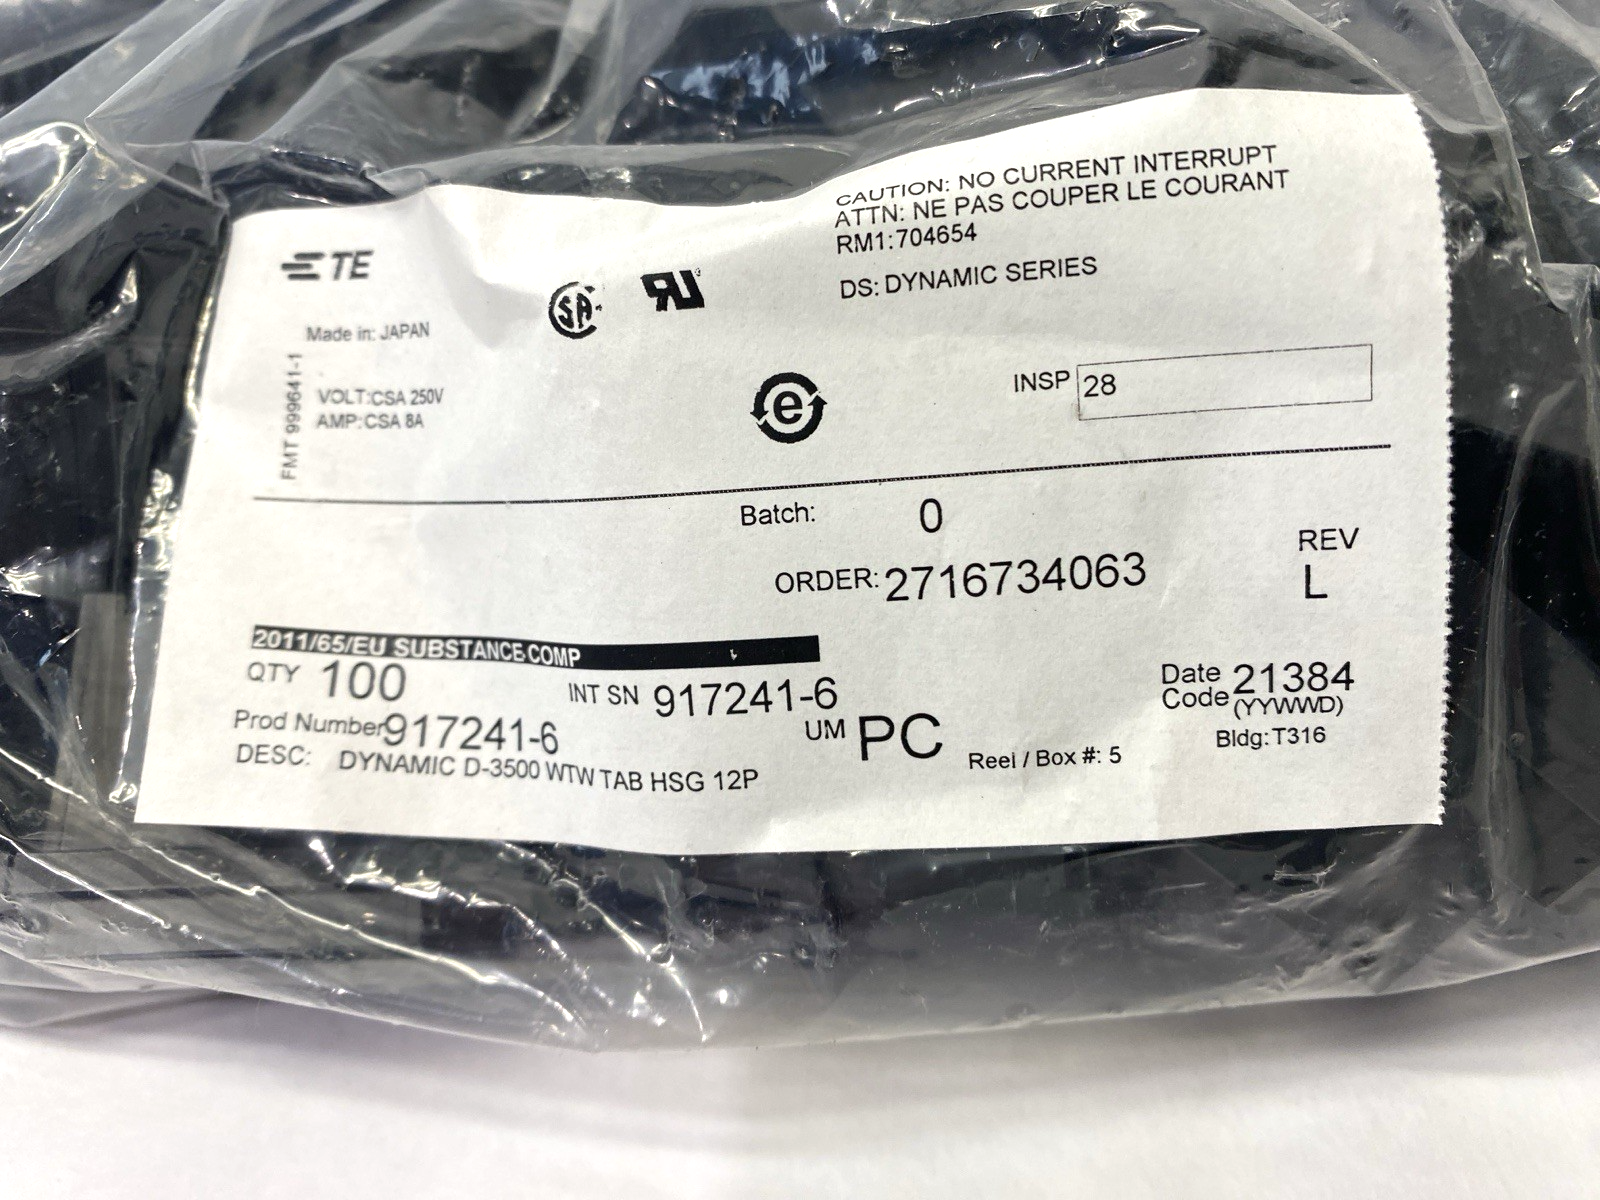 TE
CAUTION: NO CURRENT INTERRUPT
ATTN: NE PAS COUPER LE COURANT
RM1:704654
DS: DYNAMIC SERIES
Made in: JAPAN
FMT 999641-1
VOLT:CSA 250V
AMP:CSA 8A
SA
RU
e
INSP 28
Batch: 0
ORDER: 2716734063
REV
L
2011/65/EU SUBSTANCE COMP
QTY 100
INT SN 917241-6
Prod Number 917241-6
UM PC
DESC: DYNAMIC D-3500 WTW TAB HSG 12P
Reel / Box #: 5
Date Code 21384
(YYWWD)
Bldg:T316